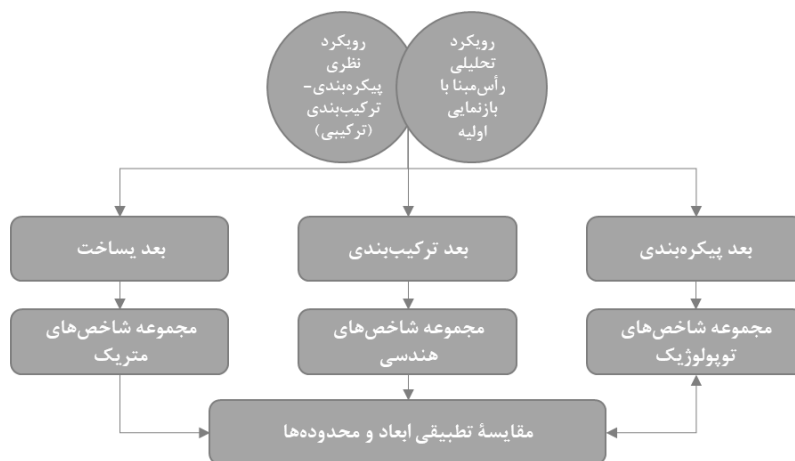 رویکرد
تحلیلی
رأس‌مبنا با
بازنمایی
اولیه
رویکرد
نظری
پیکره‌بندی-
ترکیب‌بندی
(ترکیبی)
بعد پیکره‌بندی
بعد ترکیب‌بندی
بعد یساخت
مجموعه شاخص‌های
توپولوژیک
مجموعه شاخص‌های
هندسی
مجموعه شاخص‌های
متریک
مقایسۀ تطبیقی ابعاد و محدوده‌ها